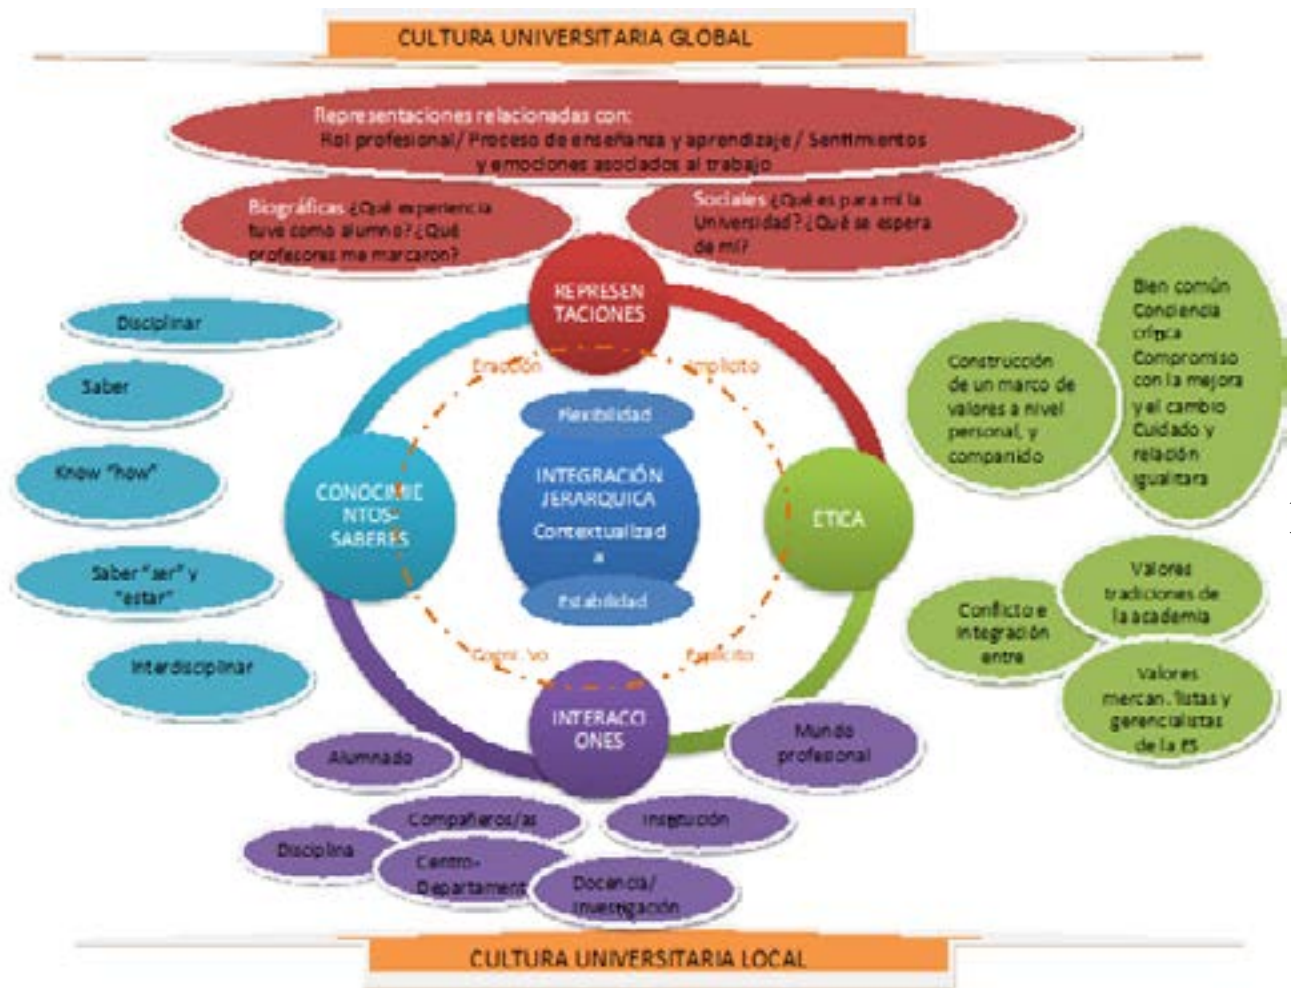 CULTURA UNIVERSITARIA GLOBAL
Representaciones relacionadas con:
Rol profesional/ Proceso de enseñanza y aprendizaje/ Sentimientos
y emociones asociados al trabajo
Biográficas ¿Qué experiencia
tuve como alumno? ¿Qué
profesores me marcaron?
Sociales ¿Qué es para mí la
Universidad? ¿Qué se espera
de mí?
REPRESEN
TACIONES
Disciplinar
Saber
Know "how"
Saber "ser" y
"estar"
Interdisciplinar
CONOCIMIE
NTOS-
SABERES
Emoción
Implícito
Flexibilidad
INTEGRACIÓN
JERARQUICA
Contextualizad
a
Estabilidad
Explícito
ETICA
Construcción
de un marco de
valores a nivel
personal, y
compartido
Bien común
Conciencia
crítica
Compromiso
con la mejora
y el cambio
Cuidado y
relación
igualitara
Conflicto e
integración
entre
Valores
tradiciones de
la academia
Valores
y
gerencialistas
de la ES
INTERACCI
ONES
Alumnado
Mundo
profesional
Compañeros/as
Institución
Disciplina
Centro-
Departament
Docencia/
Investigación
CULTURA UNIVERSITARIA LOCAL